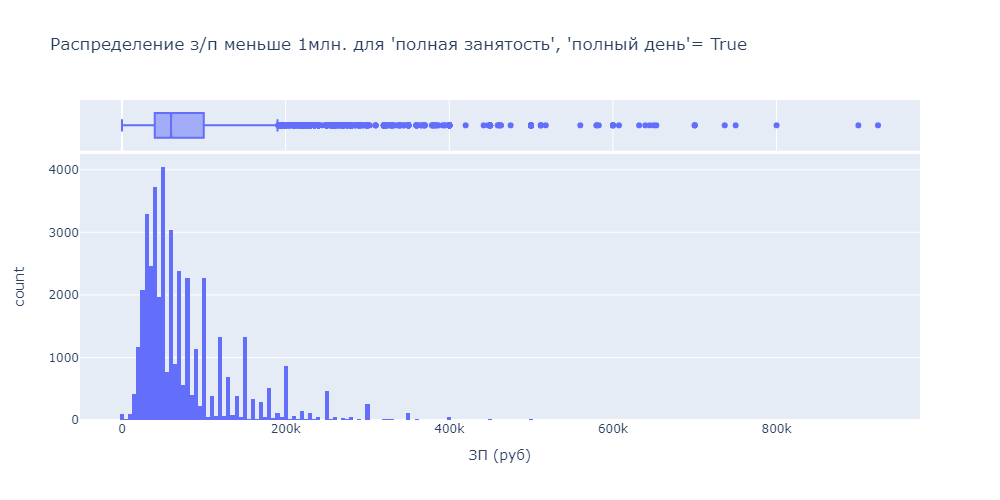 Распределение з/п меньше 1млн. для 'полная занятость', 'полный день'= True
4000
3000
2000
1000
0
count
0
200k
400k
600k
800k
ЗП (руб)